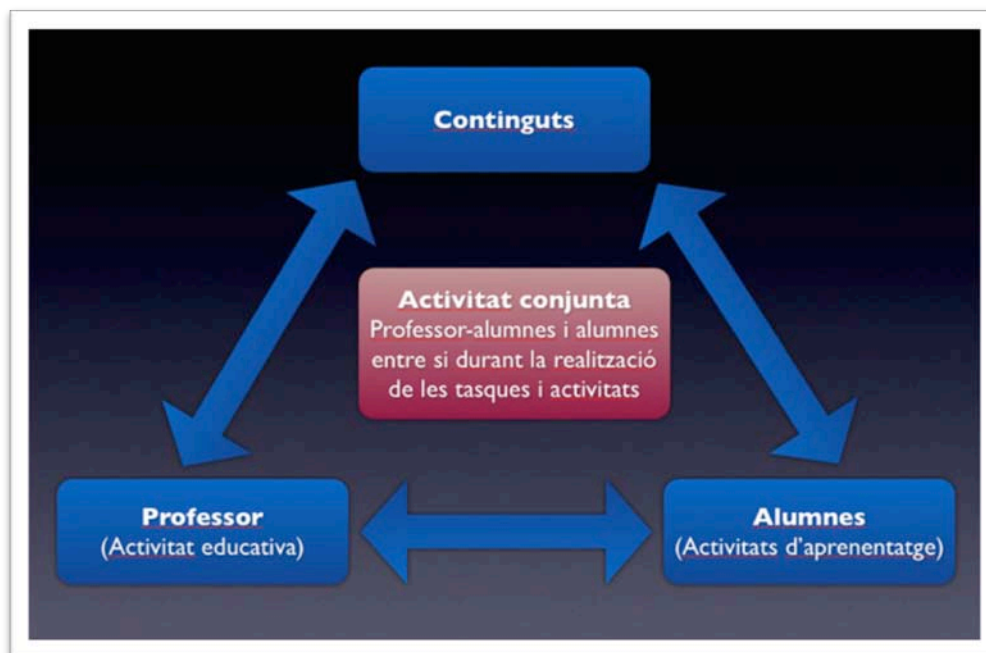 Continguts
Activitat conjunta
Professor-alumnes i alumnes
entre si durant la realització
de les tasques i activitats
Professor
(Activitat educativa)
Alumnes
(Activitats d'aprenentatge)